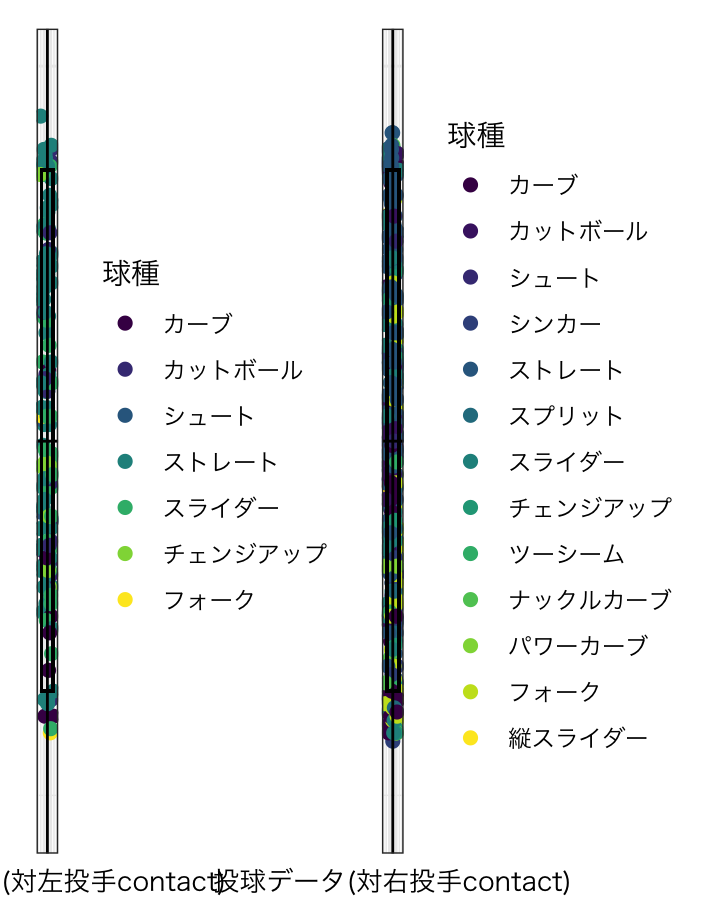 球種
カーブ
カットボール
シュート
ストレート
スライダー
チェンジアップ
フォーク
球種
カーブ
カットボール
シュート
シンカー
ストレート
スプリット
スライダー
チェンジアップ
ツーシーム
ナックルカーブ
パワーカーブ
フォーク
縦スライダー
(対左投手contact)
投球データ(対右投手contact)